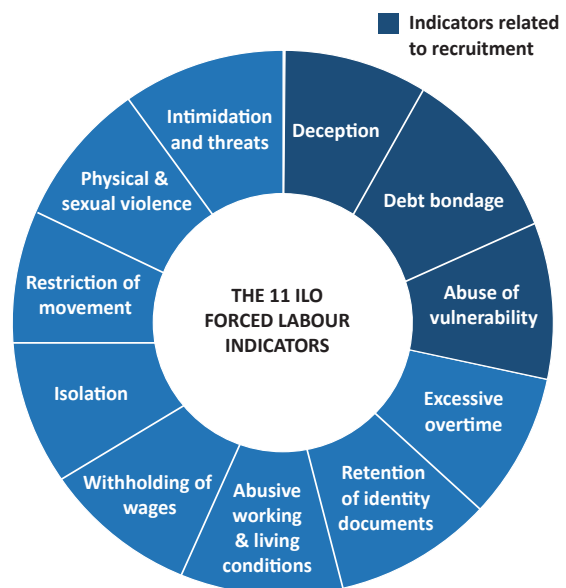 Indicators related
to recruitment
Intimidation
and threats
Deception
Physical &
sexual violence
Debt bondage
Restriction of
movement
THE 11 ILO
FORCED LABOUR
INDICATORS
Abuse of
vulnerability
Isolation
Excessive
overtime
Withholding of
wages
Abusive
working
& living
conditions
Retention
of identity
documents